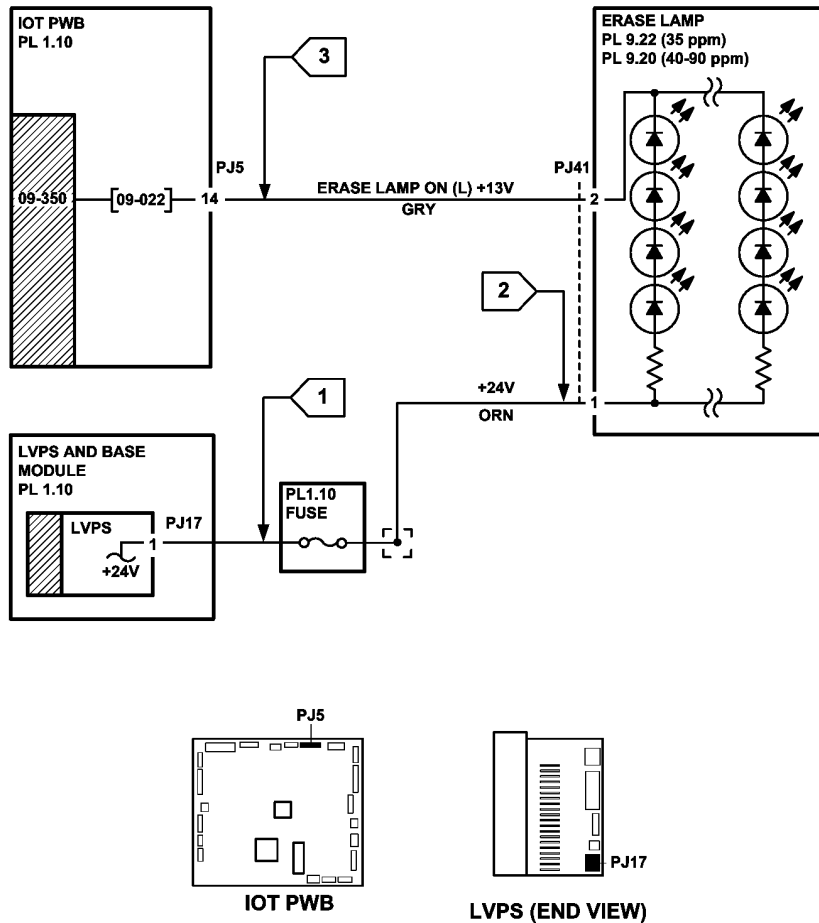 IOT PWB
PL 1.10
3
ERASE LAMP
PL 9.22 (35 ppm)
PL 9.20 (40-90 ppm)
PJ5
PJ41
09-350
[09-022]
14
ERASE LAMP ON (L) +13V
GRY
2
2
+24V
ORN
1
1
LVPS AND BASE
MODULE
PL 1.10
LVPS
+24V
1
PJ17
PL1.10
FUSE
PJ5
IOT PWB
PJ17
LVPS (END VIEW)